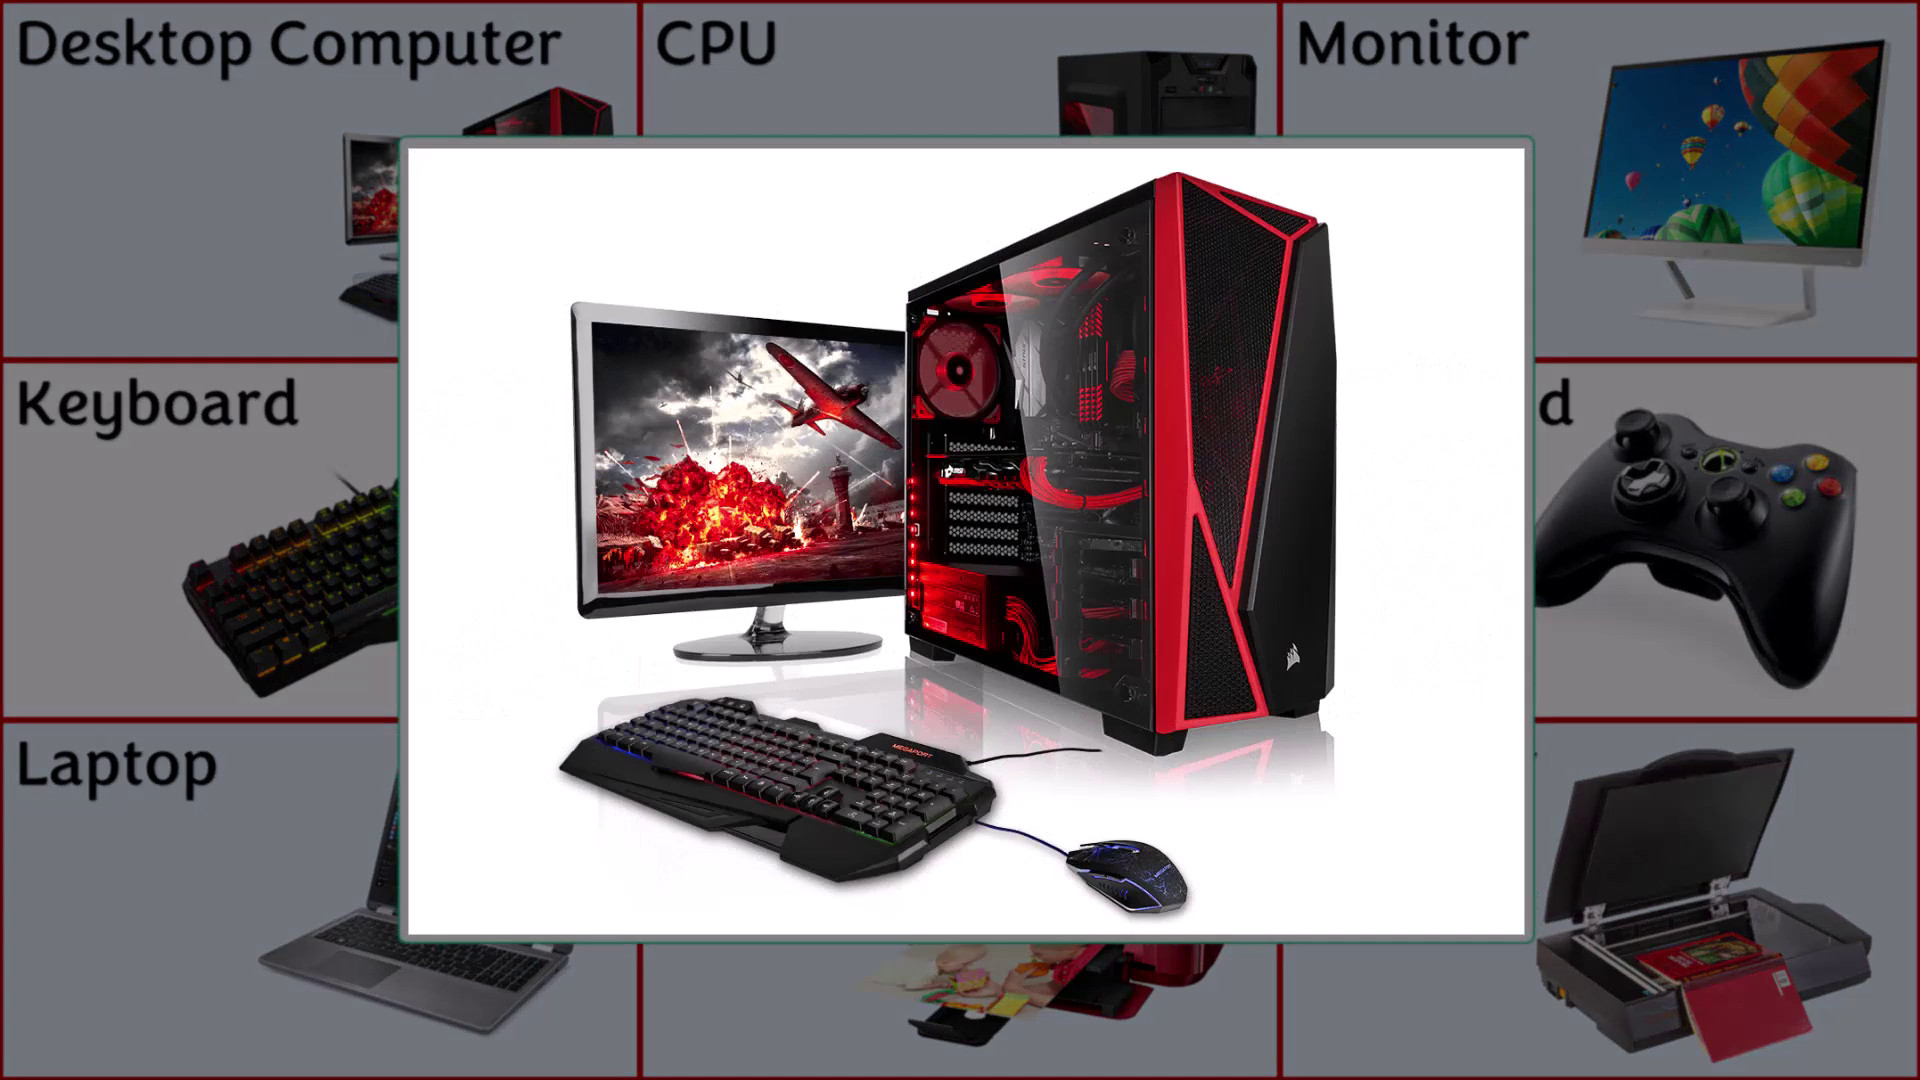 Desktop Computer
CPU
Monitor
MEGAPORT
Keyboard
d
Laptop